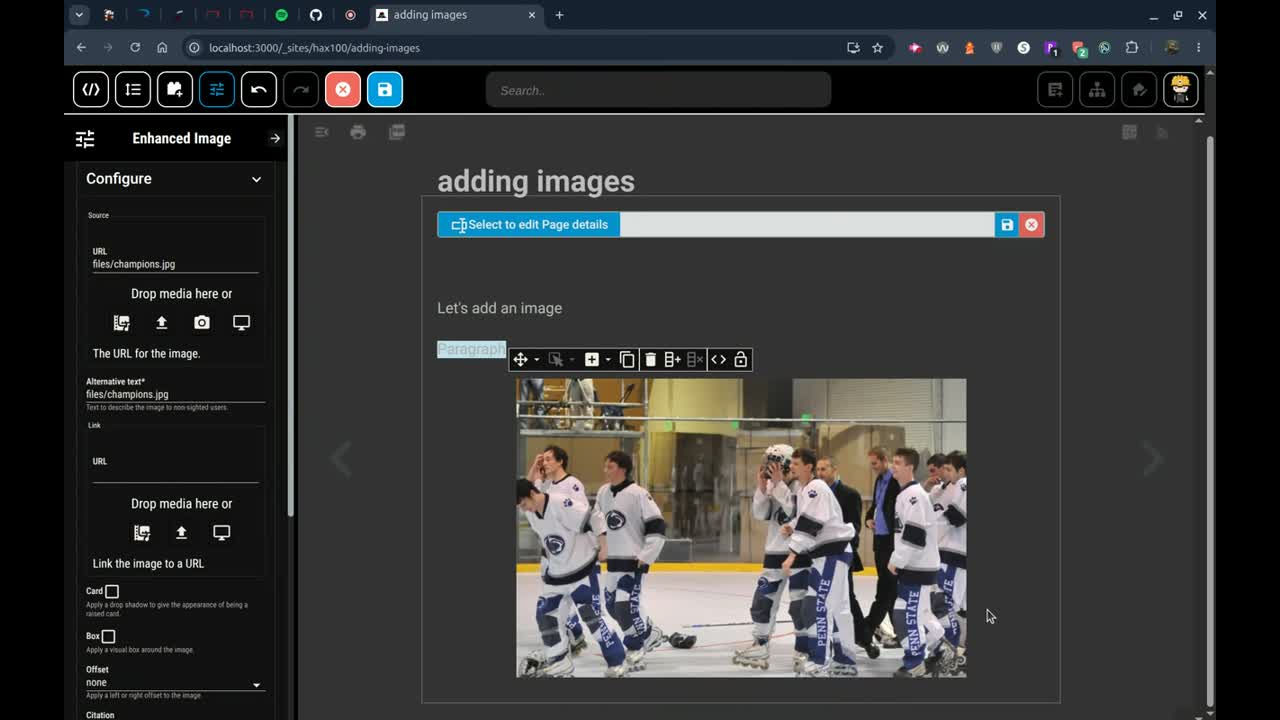 adding images
localhost:3000/_sites/hax100/adding-images
1
2
Search..
Enhanced Image
Configure
Source
URL
files/champions.jpg
Drop media here or
The URL for the image.
Alternative text*
files/champions.jpg
Text to describe the image to non-sighted users.
Link
URL
Drop media here or
Link the image to a URL
Card
Apply a drop shadow to give the appearance of being a
raised card.
Box
Apply a visual box around the image.
Offset
none
Apply a left or right offset to the image.
Citation
adding images
Select to edit Page details
Let's add an image
Paragraph
PENN STATE
PENN STATE
PENN STATE